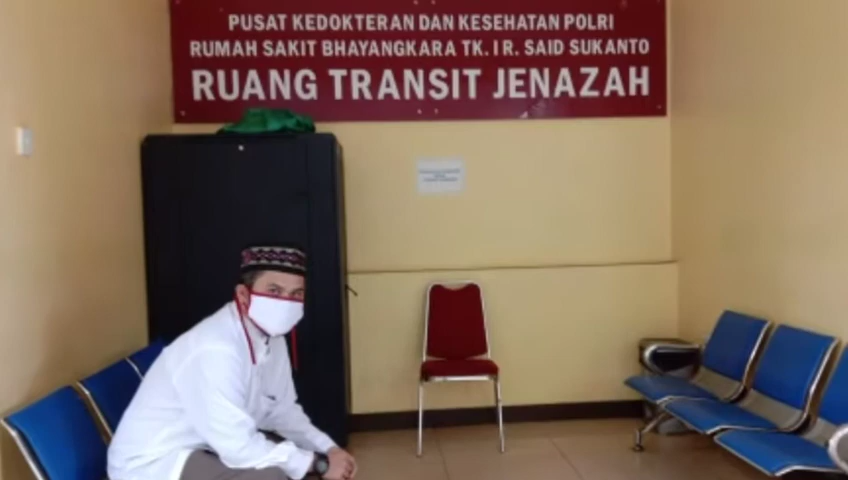 PUSAT KEDOKTERAN DAN KESEHATAN POLRI
RUMAH SAKIT BHAYANGKARA TK. I R. SAID SUKANTO
RUANG TRANSIT JENAZAH